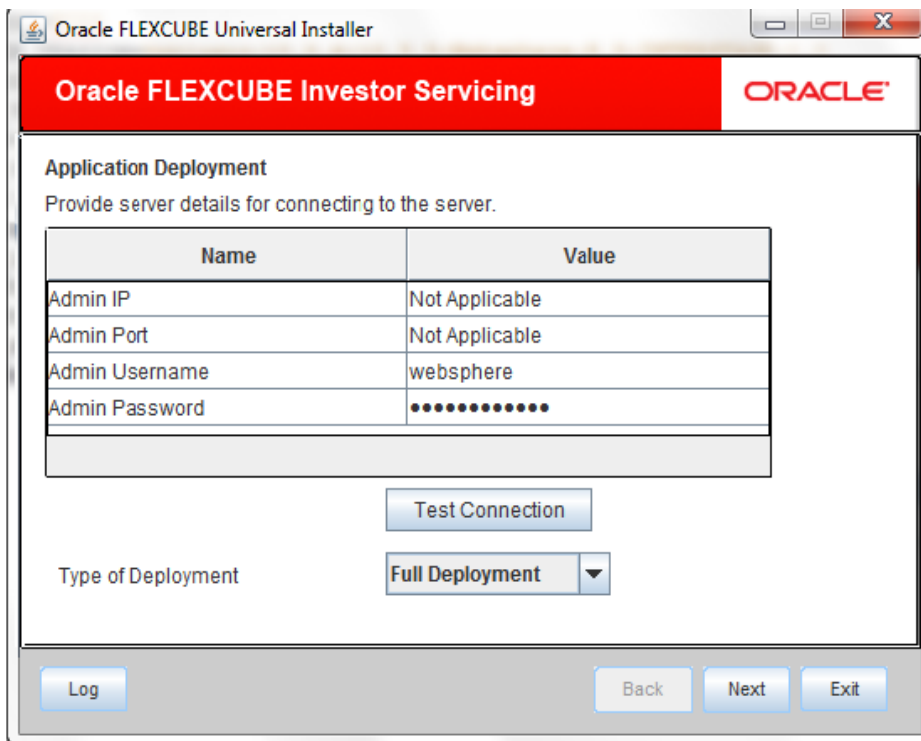 Oracle FLEXCUBE Universal Installer
Oracle FLEXCUBE Investor Servicing
ORACLE
Application Deployment
Provide server details for connecting to the server.
Name Value
Admin IP Not Applicable
Admin Port Not Applicable
Admin Username websphere
Admin Password ••••••••••••
Test Connection
Type of Deployment Full Deployment
Log Back Next Exit